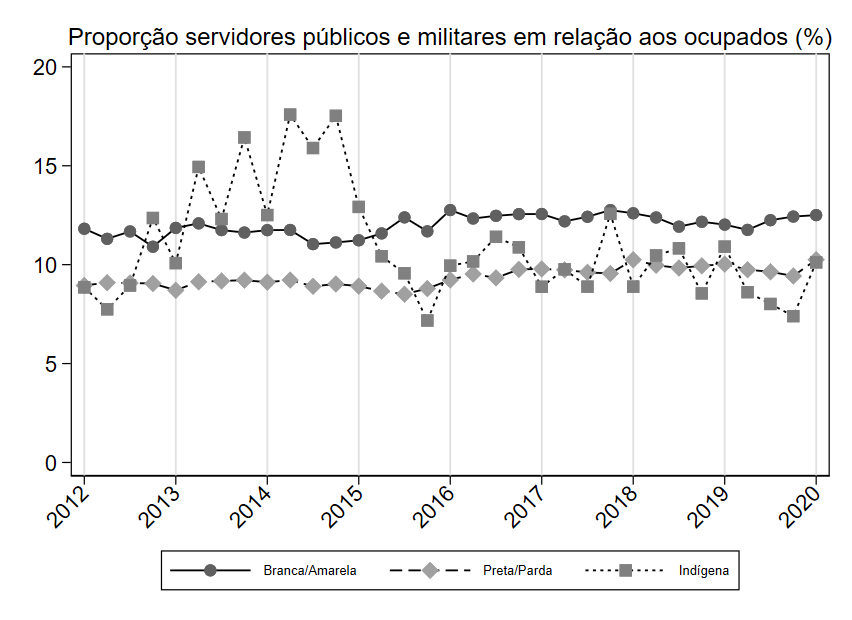 Proporção servidores públicos e militares em relação aos ocupados (%)
20
15
10
5
0
2012 2013 2014 2015 2016 2017 2018 2019 2020
Branca/Amarela Preta/Parda Indígena